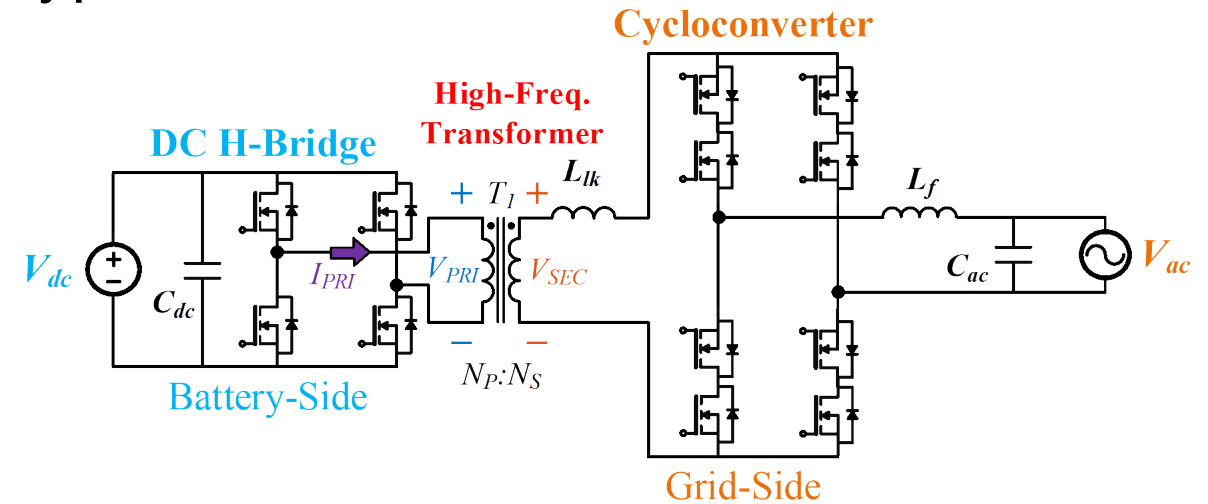 Cycloconverter
High-Freq.
Transformer
DC H-Bridge
+ T1 +
Llk
Lf
Vdc
+
−
Cdc
IPRI
VPRI
VSEC
Cac
Vac
− −
NP:NS
Battery-Side
Grid-Side